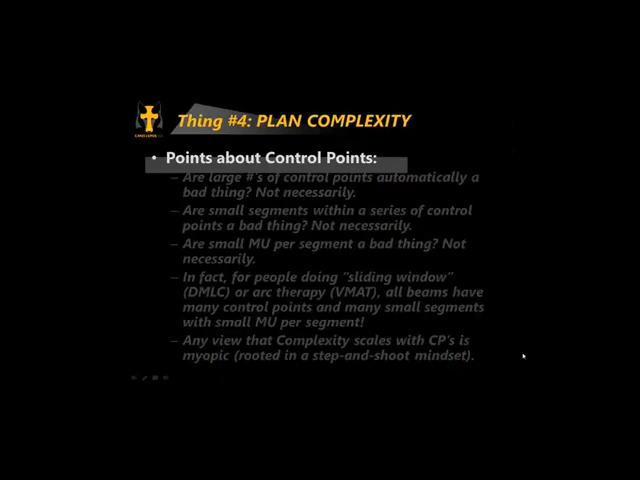 Thing #4: PLAN COMPLEXITY
• Points about Control Points:
– Are large #'s of control points automatically a
bad thing? Not necessarily.
– Are small segments within a series of control
points a bad thing? Not necessarily.
– Are small MU per segment a bad thing? Not
necessarily.
– In fact, for people doing "sliding window"
(DMLC) or arc therapy (VMAT), all beams have
many control points and many small segments
with small MU per segment!
– Any view that Complexity scales with CP's is
myopic (rooted in a step-and-shoot mindset).